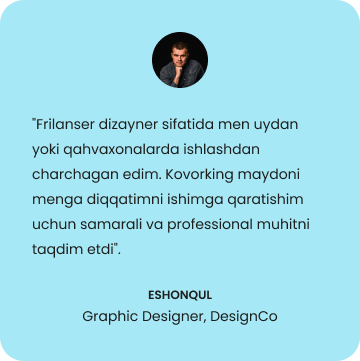 "Frilanser dizayner sifatida men uydan
yoki qahvaxonalarda ishlashdan
charchagan edim. Kovorking maydoni
menga diqqatimni ishimga qaratishim
uchun samarali va professional muhitni
taqdim etdi".
ESHONQUL
Graphic Designer, DesignCo